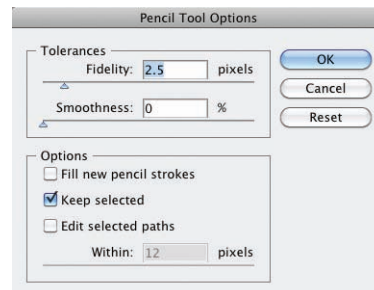 Pencil Tool Options
Tolerances
Fidelity: 2.5 pixels
Smoothness: 0 %
OK
Cancel
Reset
Options
Fill new pencil strokes
Keep selected
Edit selected paths
Within: 12 pixels